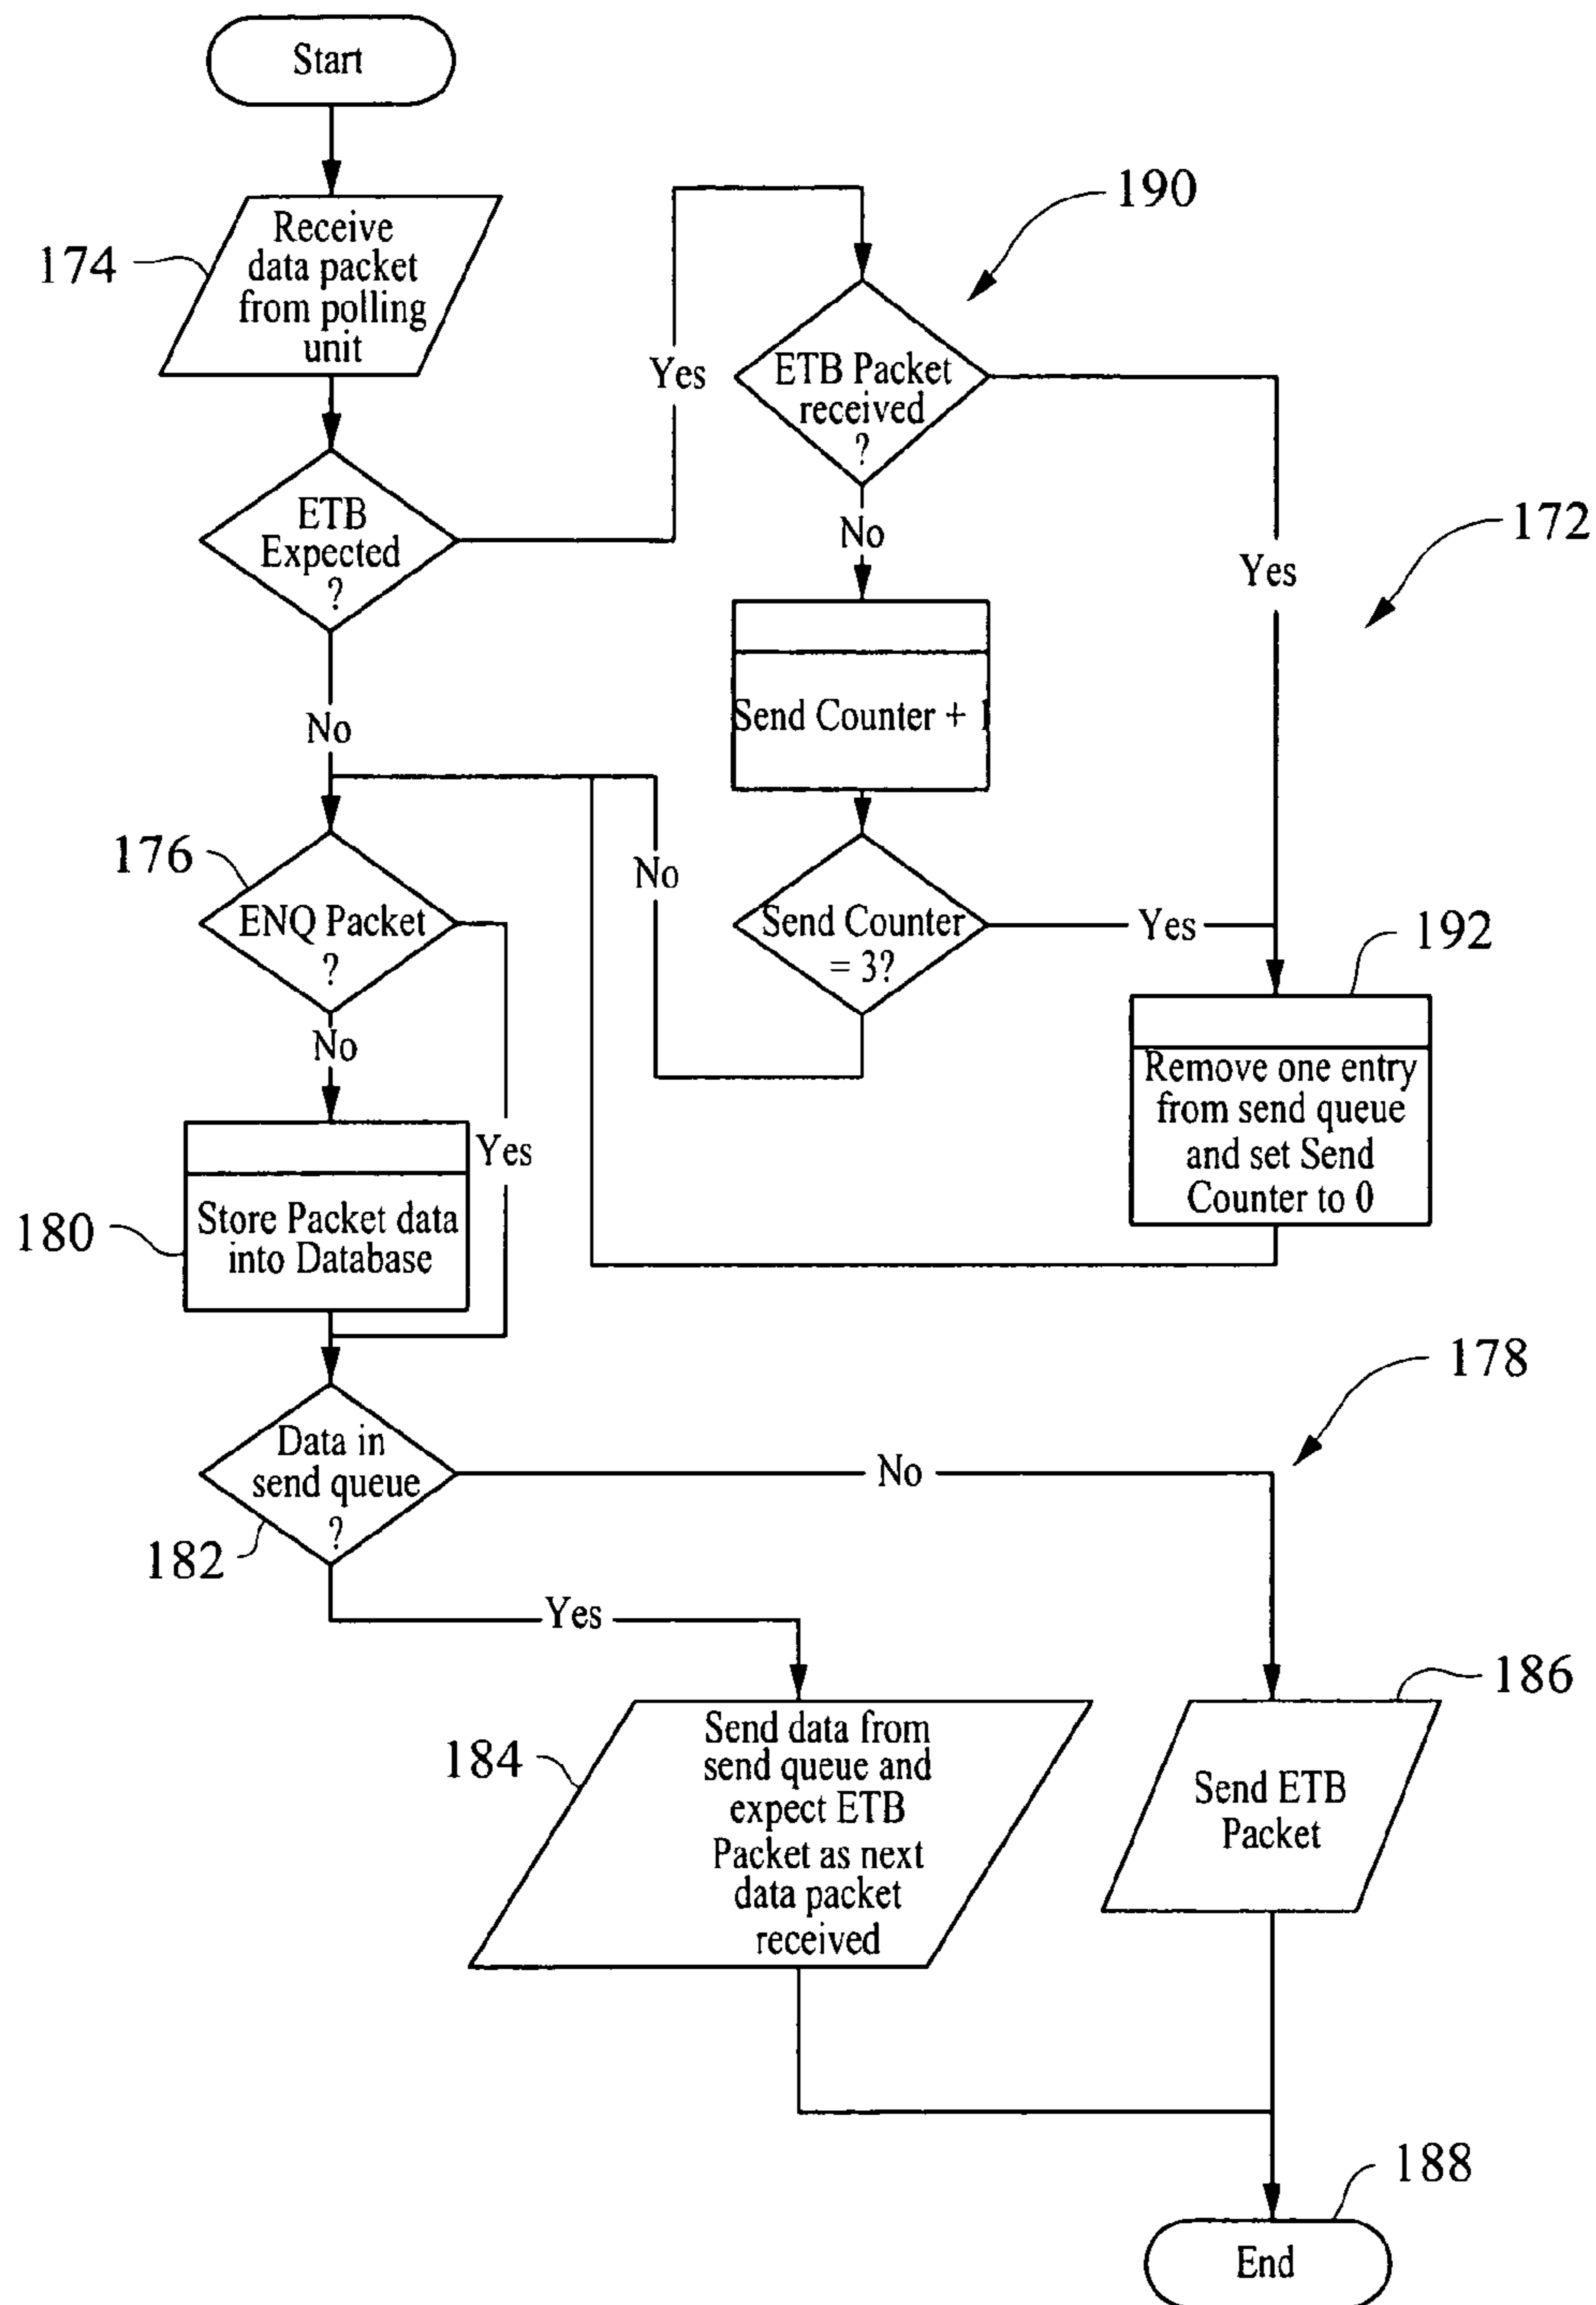 Start
174
Receive
data packet
from polling
unit
190
Yes
ETB Packet
received
?
ETB
Expected
?
No
172
Yes
Send Counter + 1
No
176
ENQ Packet
?
No
Send Counter
= 3?
Yes
192
No
Remove one entry
from send queue
and set Send
Counter to 0
Yes
180
Store Packet data
into Database
178
Data in
send queue
?
No
182
Yes
186
184
Send data from
send queue and
expect ETB
Packet as next
data packet
received
Send ETB
Packet
188
End